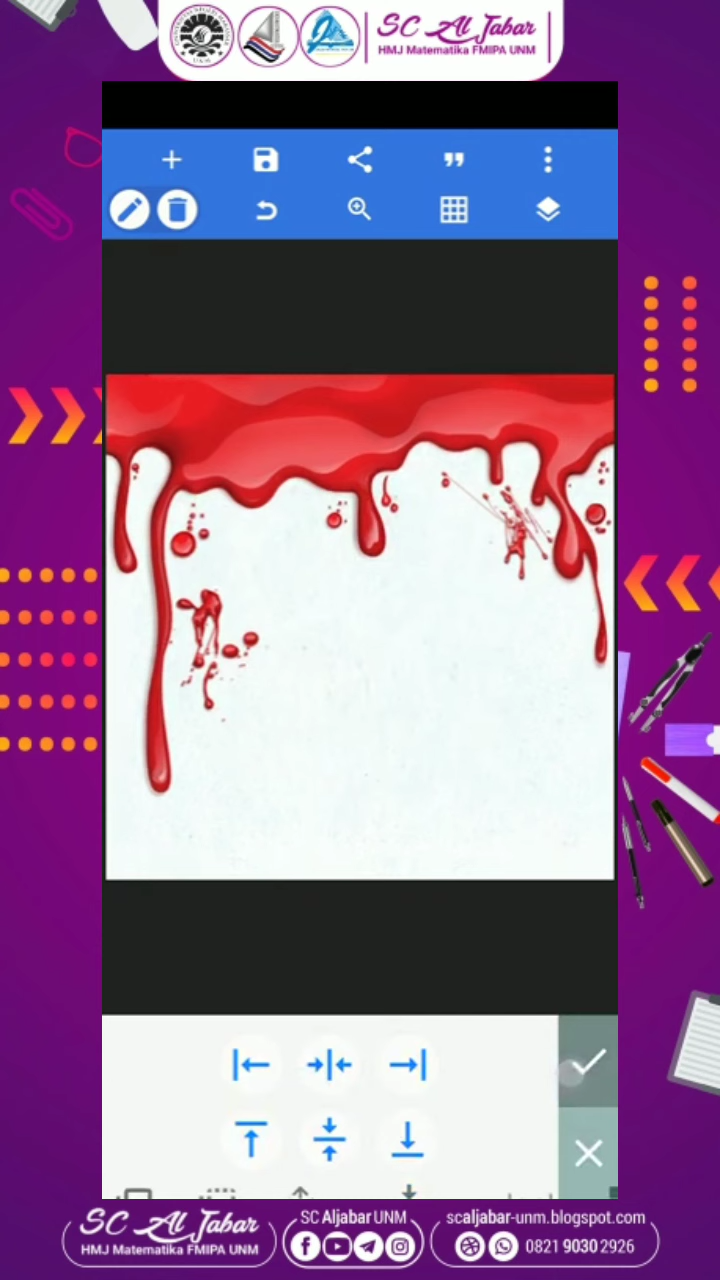 SC Al Jabar
HMJ Matematika FMIPA UNM
SC Al Jabar
HMJ Matematika FMIPA UNM
SC Aljabar UNM
scaljabar-unm.blogspot.com
0821 9030 2926